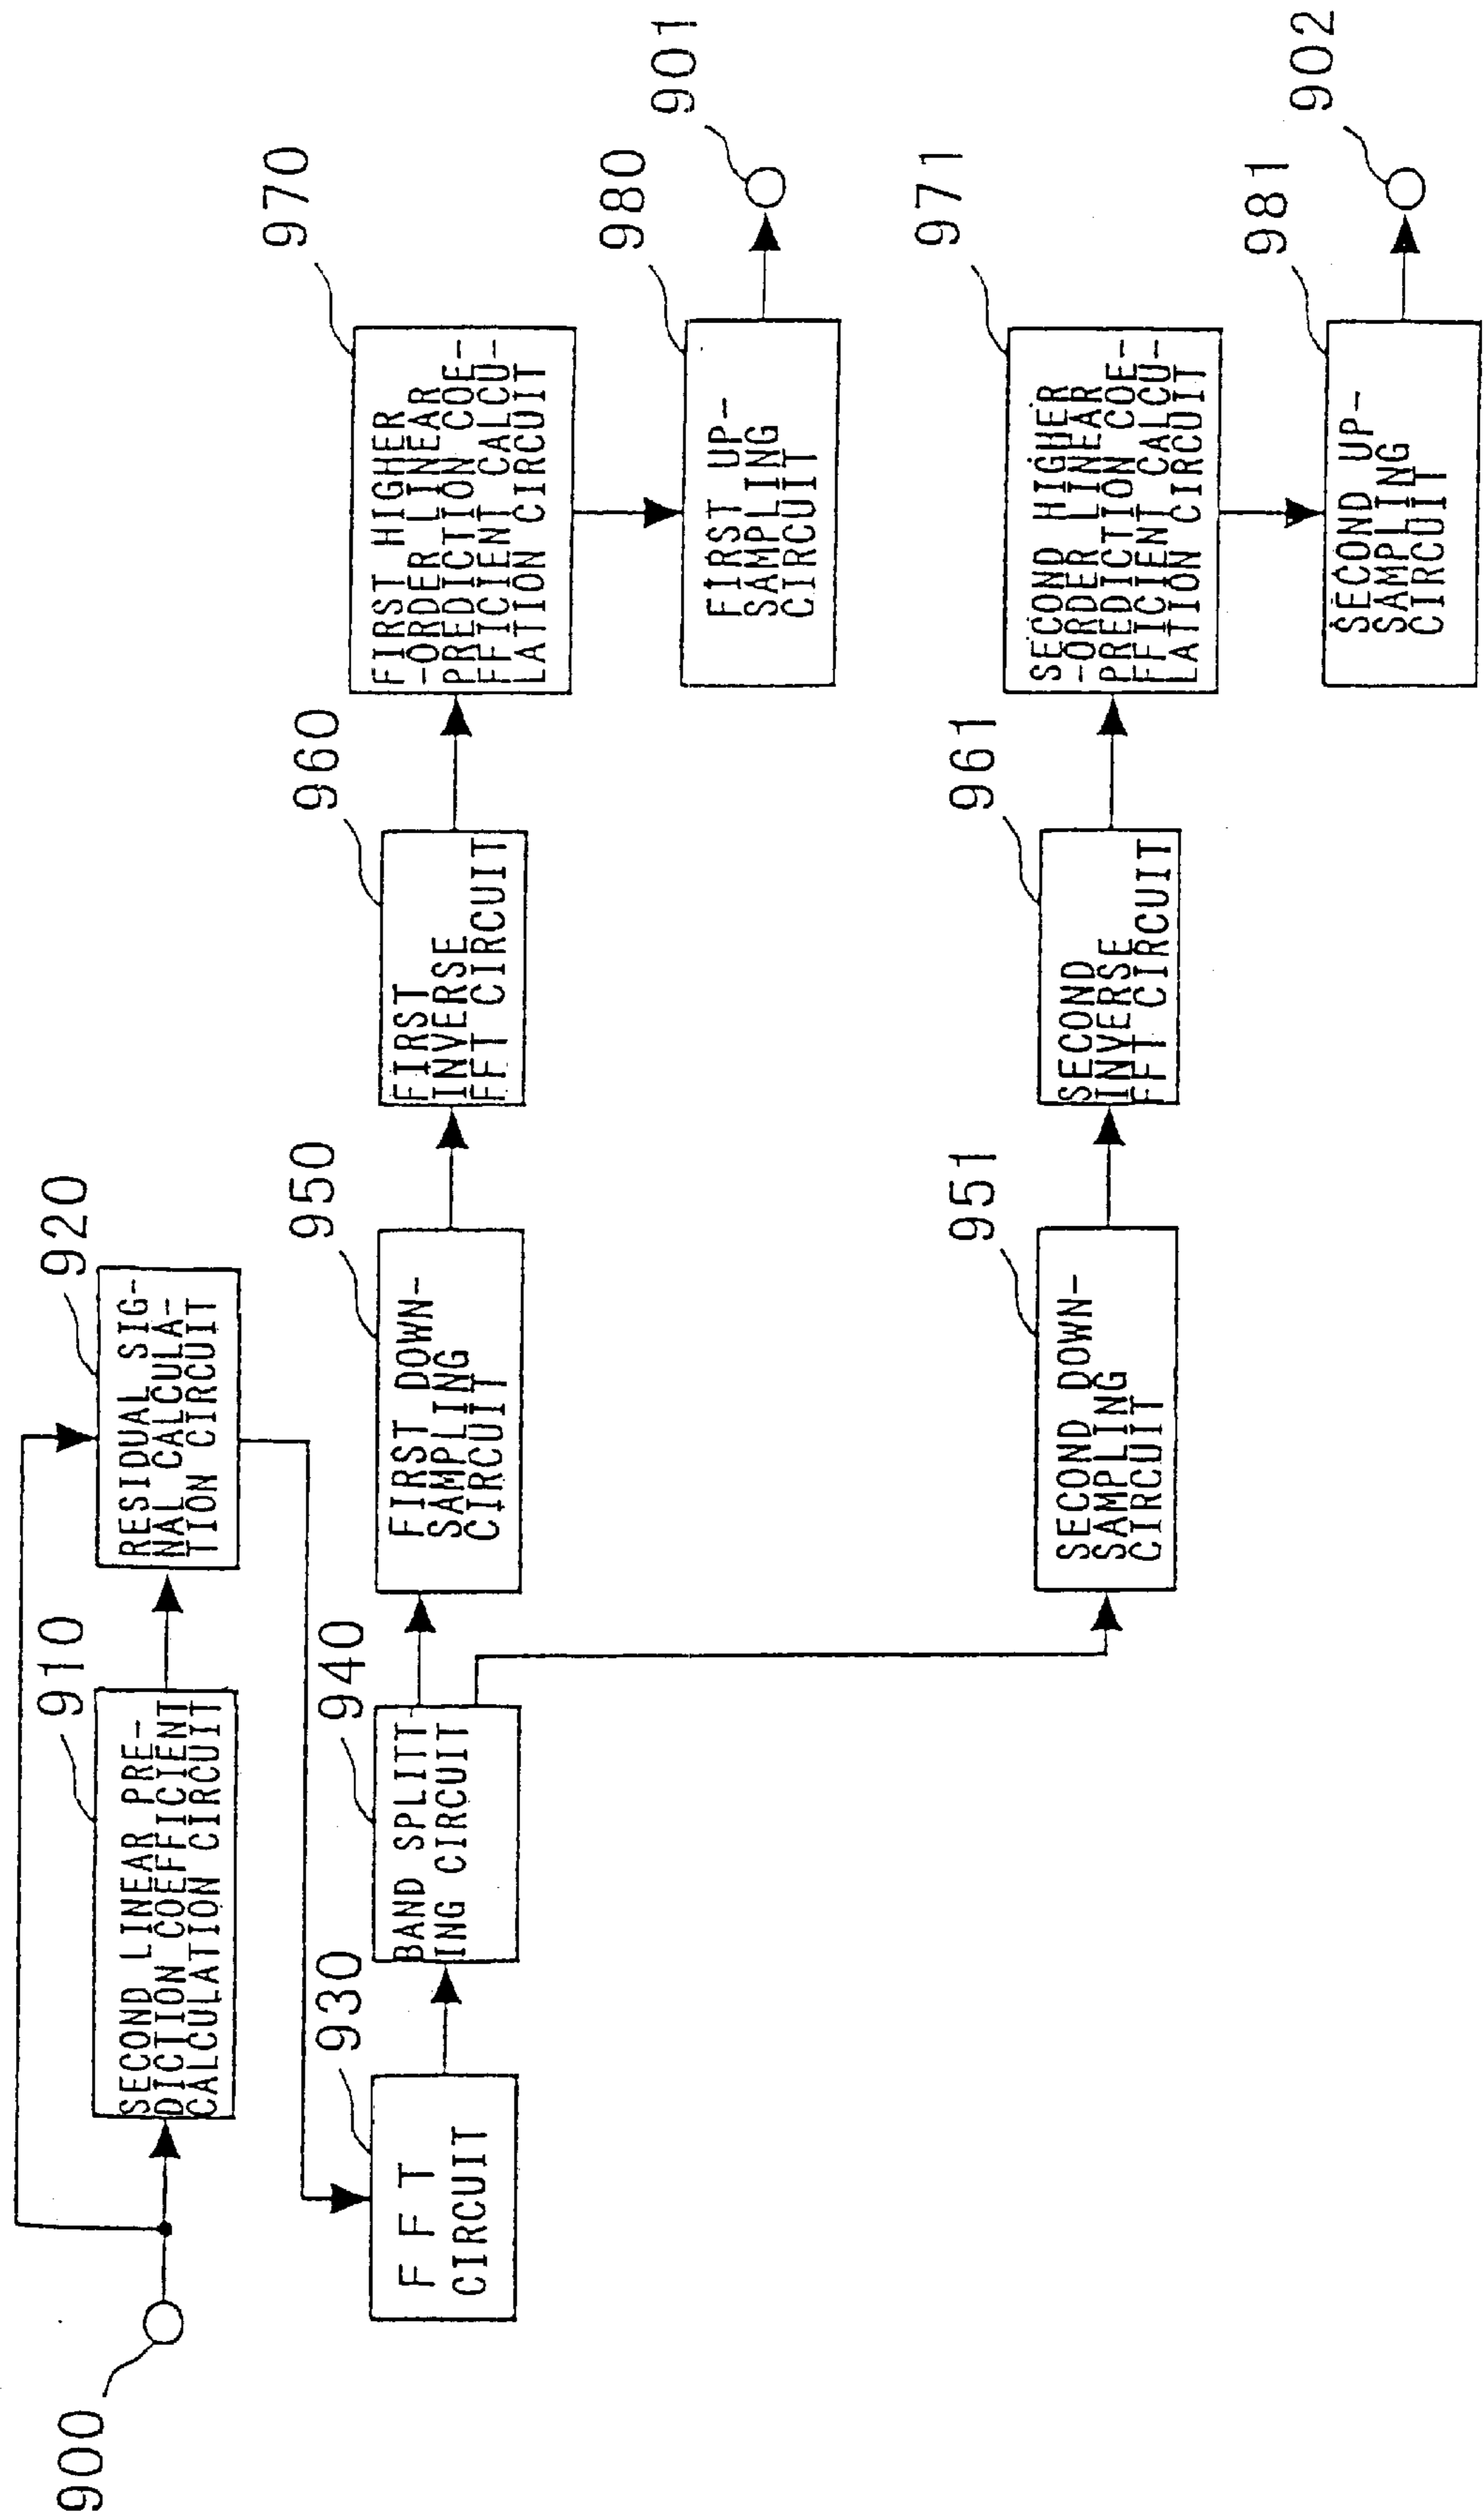 900
910
SECOND LINEAR PRE-
DICTION COEFFICIENT
CALCULATION CIRCUIT
920
RESIDUAL SIG-
NAL CALCULA-
TION CIRCUIT
930
FFT
CIRCUIT
940
BAND SPLITT
ING CIRCUIT
950
FIRST DOWN-
SAMPLING
CIRCUIT
960
FIRST
INVERSE
FFT CIRCUIT
970
FIRST HIGHER
-ORDER LINEAR
PREDICTION COE-
FFICIENT CALCU-
LATION CIRCUIT
980
FIRST UP-
SAMPLING
CIRCUIT
901
951
SECOND DOWN-
SAMPLING
CIRCUIT
961
SECOND
INVERSE
FFT CIRCUIT
971
SECOND HIGHER
-ORDER LINEAR
PREDICTION COE-
FFICIENT CALCU-
LATION CIRCUIT
981
SECOND UP-
SAMPLING
CIRCUIT
902